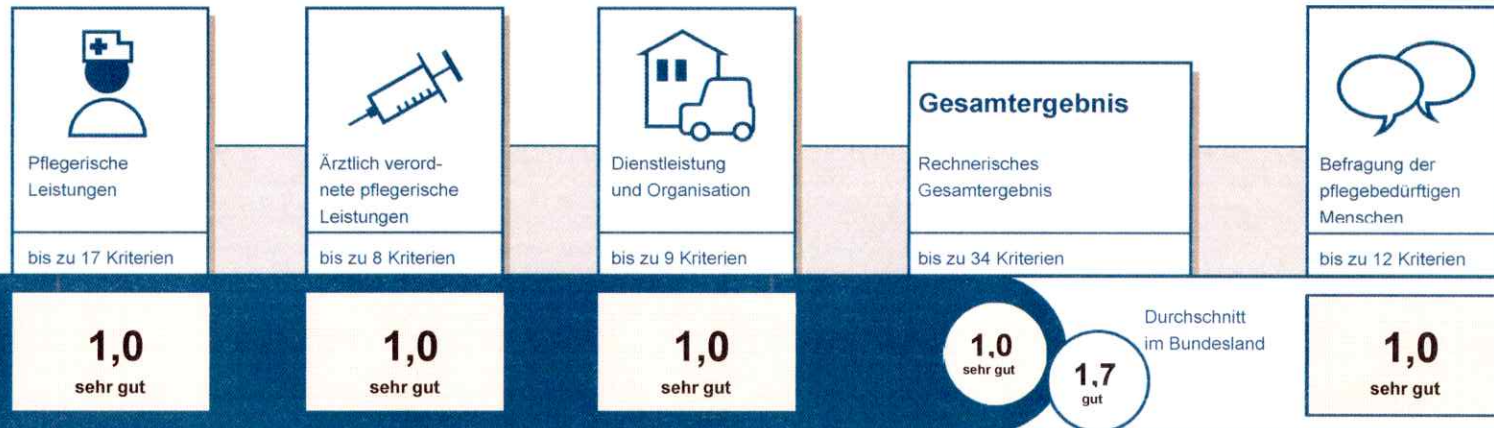 Pflegerische
Leistungen
bis zu 17 Kriterien
1,0
sehr gut
Ärztlich verord-
nete pflegerische
Leistungen
bis zu 8 Kriterien
1,0
sehr gut
Dienstleistung
und Organisation
bis zu 9 Kriterien
1,0
sehr gut
Gesamtergebnis
Rechnerisches
Gesamtergebnis
bis zu 34 Kriterien
1,0
sehr gut
1,7
gut
Durchschnitt
im Bundesland
Befragung der
pflegebedürftigen
Menschen
bis zu 12 Kriterien
1,0
sehr gut